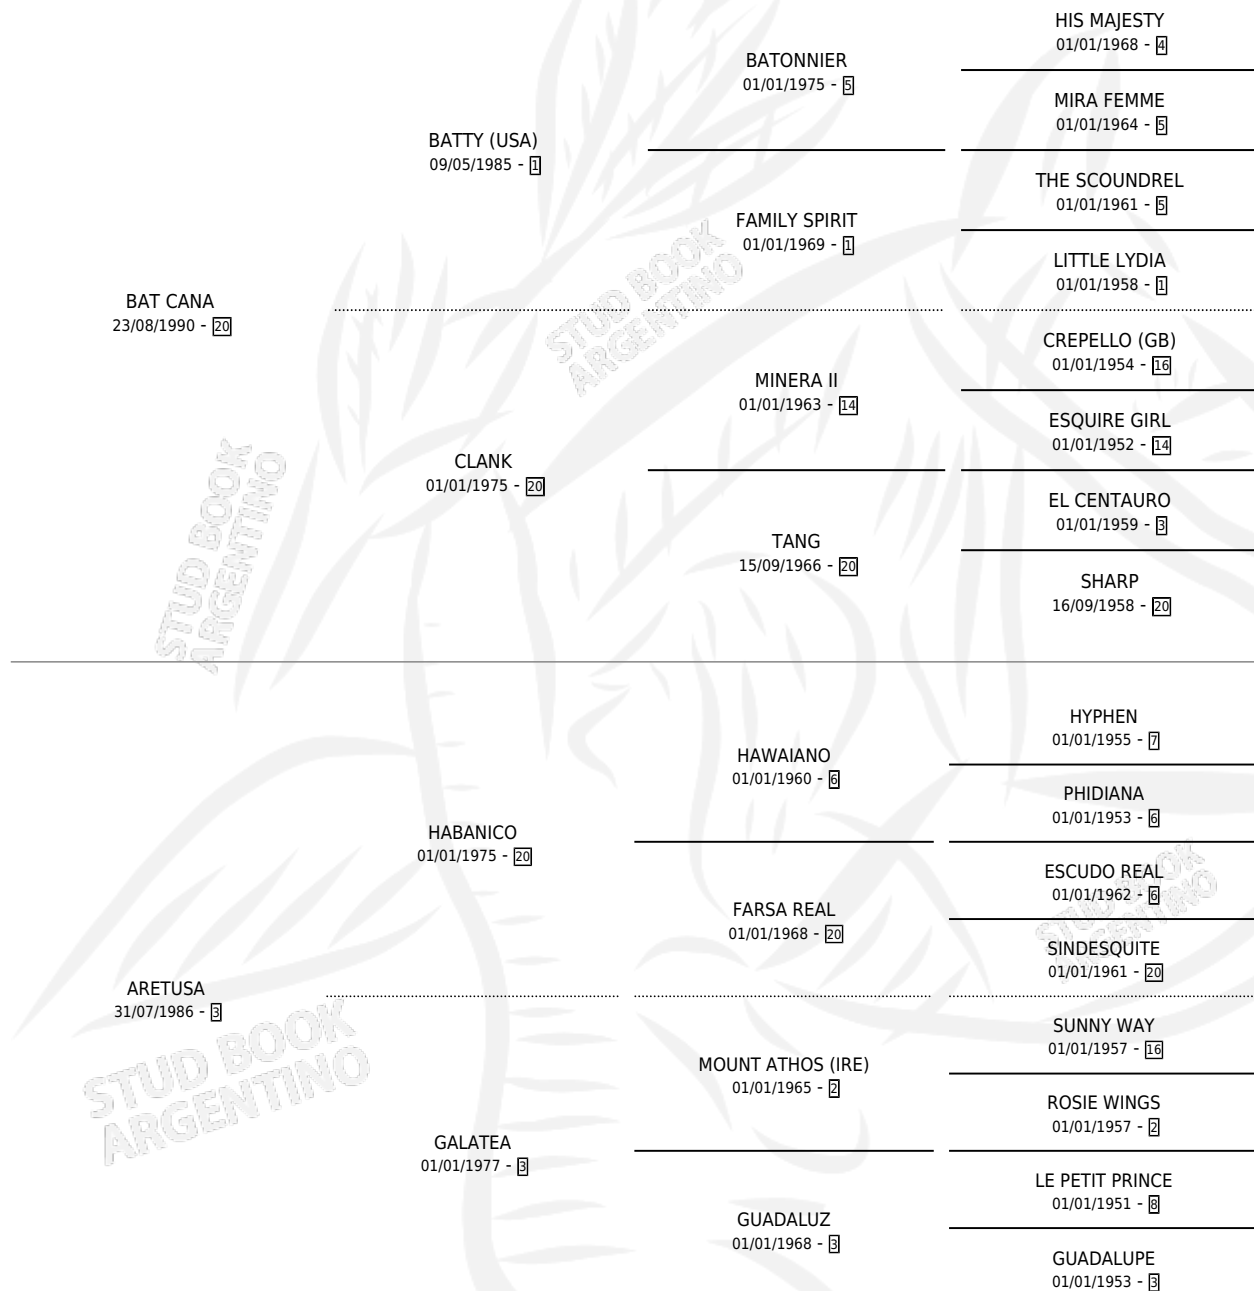 HIS MAJESTY
01/01/1968 - 4
BATONNIER
01/01/1975 - 5
MIRA FEMME
01/01/1964 - 5
BATTY (USA)
09/05/1985 - 1
THE SCOUNDREL
01/01/1961 - 5
FAMILY SPIRIT
01/01/1969 - 1
LITTLE LYDIA
01/01/1958 - 1
BAT CANA
23/08/1990 - 20
CREPELLO (GB)
01/01/1954 - 16
MINERA II
01/01/1963 - 14
ESQUIRE GIRL
01/01/1952 - 14
CLANK
01/01/1975 - 20
EL CENTAURO
01/01/1959 - 3
TANG
15/09/1966 - 20
SHARP
16/09/1958 - 20
HYPHEN
01/01/1955 - 7
HAWAIANO
01/01/1960 - 6
PHIDIANA
01/01/1953 - 6
HABANICO
01/01/1975 - 20
ESCUDO REAL
01/01/1962 - 6
FARSA REAL
01/01/1968 - 20
SINDESQUITE
01/01/1961 - 20
ARETUSA
31/07/1986 - 3
SUNNY WAY
01/01/1957 - 16
MOUNT ATHOS (IRE)
01/01/1965 - 2
ROSIE WINGS
01/01/1957 - 2
GALATEA
01/01/1977 - 3
LE PETIT PRINCE
01/01/1951 - 8
GUADALUZ
01/01/1968 - 3
GUADALUPE
01/01/1953 - 3
STUD BOOK
ARGENTINO
STUD BOOK
ARGENTINO
STUD BOOK
ARGENTINO
STUD BOOK
ARGENTINO